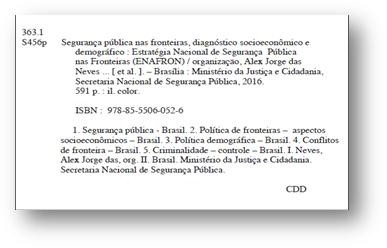 363.1
S456p Segurança pública nas fronteiras, diagnóstico socioeconômico e
demográfico : Estratégia Nacional de Segurança Pública
nas Fronteiras (ENAFRON) / organização, Alex Jorge das
Neves ... [ et al. ]. – Brasília : Ministério da Justiça e Cidadania,
Secretaria Nacional de Segurança Pública, 2016.
591 p. : il. color.
ISBN : 978-85-5506-052-6
1. Segurança pública - Brasil. 2. Política de fronteiras – aspectos
socioeconômicos – Brasil. 3. Política demográfica – Brasil. 4. Conflitos
de fronteira – Brasil. 5. Criminalidade – controle – Brasil. I. Neves,
Alex Jorge das, org. II. Brasil. Ministério da Justiça e Cidadania.
Secretaria Nacional de Segurança Pública.
CDD